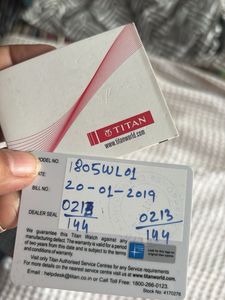 TITAN
www.titanworld.com
MODEL NO: 1805WL01
DATE: 20-01-2019
BILL NO: 0213/144
DEALER SEAL 0213/144
We guarantee this Titan Watch against any
manufacturing defect. The warranty is valid for a period
of two years from this date and is subject to the terms
and conditions of warranty.
Visit only Titan Authorised Service Centres for any Service requirements
For more details on the nearest service centre visit us at www.titanworld.com.
Email : helpdesk@titan.co.in or Call Toll Free: 1800-266-0123.
Stock No: 4170278